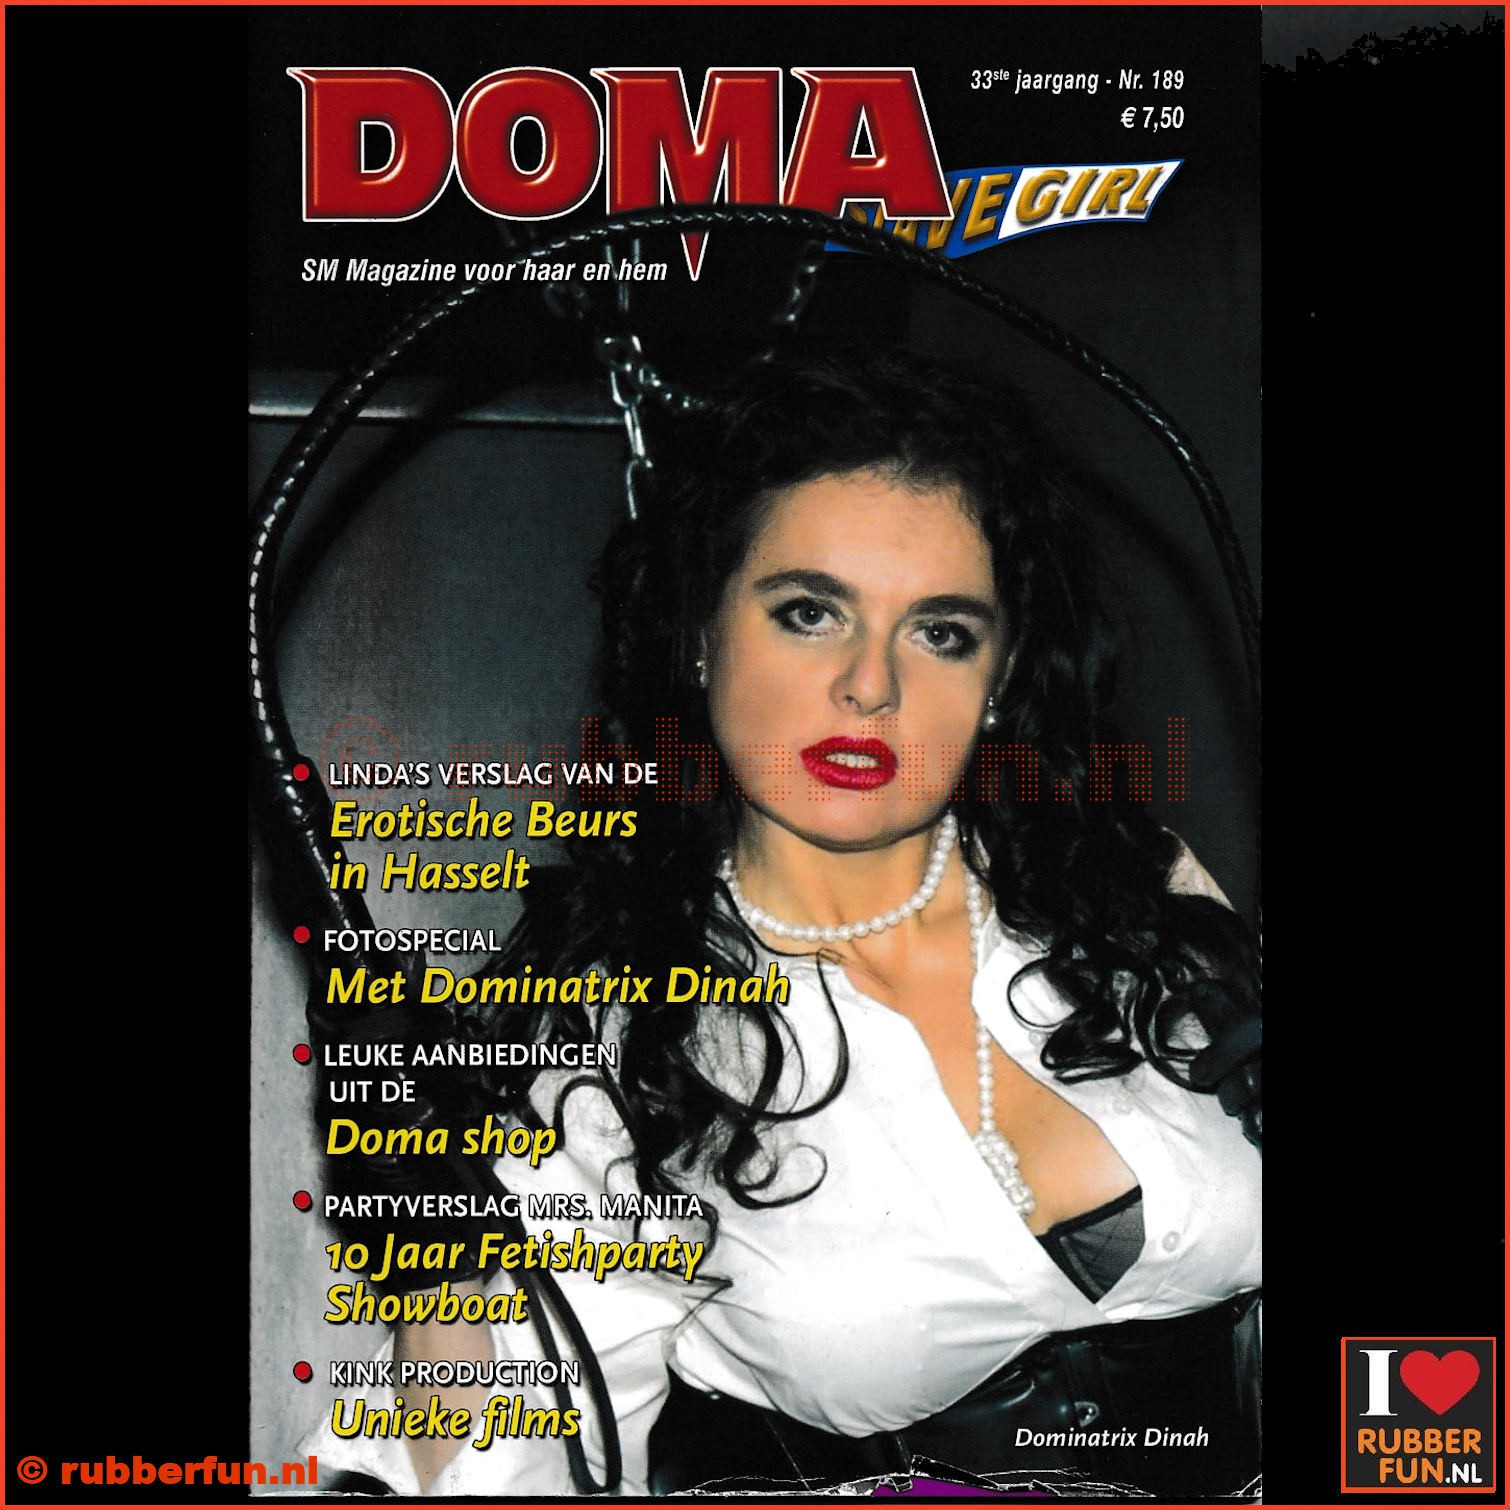 DOMA
33ste jaargang - Nr. 189
€ 7,50
SLAVE GIRL
SM Magazine voor haar en hem
© rubberfun.nl
LINDA'S VERSLAG VAN DE
Erotische Beurs
in Hasselt
FOTOSPECIAL
Met Dominatrix Dinah
LEUKE AANBIEDINGEN
UIT DE
Doma shop
PARTYVERSLAG MRS. MANITA
10 Jaar Fetishparty
Showboat
KINK PRODUCTION
Unieke films
Dominatrix Dinah
© rubberfun.nl
I
RUBBER
FUN.NL